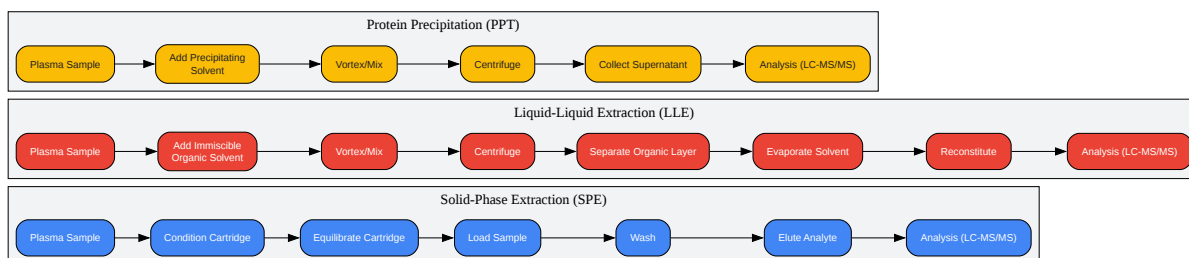 Protein Precipitation (PPT)
Plasma Sample
Add Precipitating
Solvent
Vortex/Mix
Centrifuge
Collect Supernatant
Analysis (LC-MS/MS)
Liquid-Liquid Extraction (LLE)
Plasma Sample
Add Immiscible
Organic Solvent
Vortex/Mix
Centrifuge
Separate Organic Layer
Evaporate Solvent
Reconstitute
Analysis (LC-MS/MS)
Solid-Phase Extraction (SPE)
Plasma Sample
Condition Cartridge
Equilibrate Cartridge
Load Sample
Wash
Elute Analyte
Analysis (LC-MS/MS)